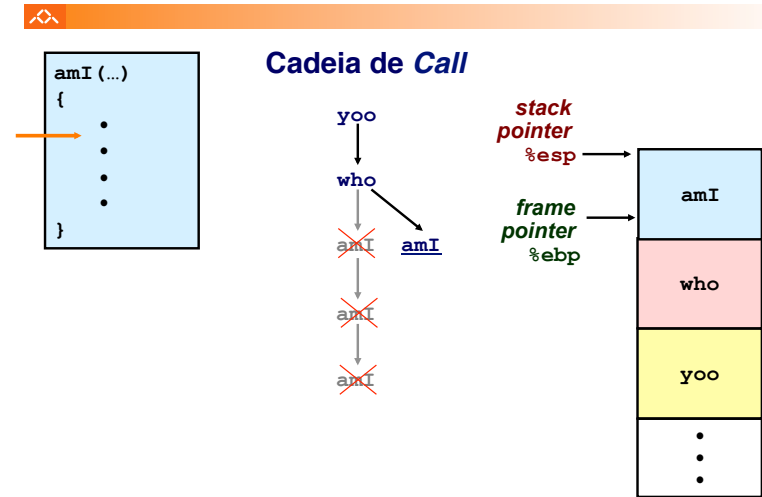 Cadeia de Call
amI(…)
{
•
•
•
•
}
yoo
who
amI amI
amI
amI
stack
pointer
%esp
frame
pointer
%ebp
amI
who
yoo
•
•
•